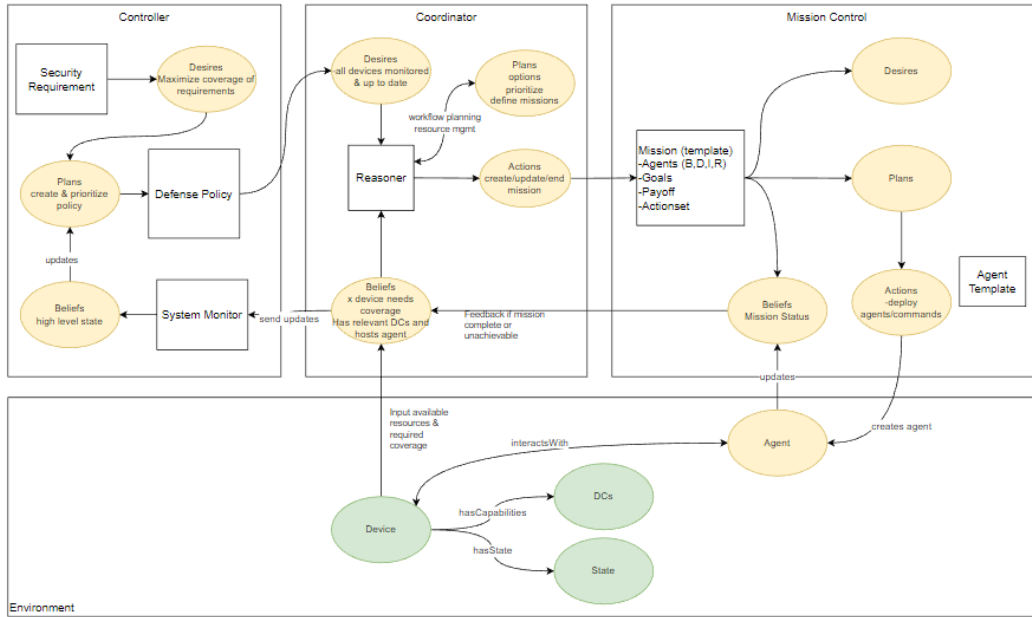 Controller
Security
Requirement
Desires
Maximize coverage of
requirements
Plans
create & prioritize
policy
Defense Policy
updates
Beliefs
high level state
System Monitor
send updates
Coordinator
Desires
all devices monitored
& up to date
Plans
options
prioritize
define missions
workflow planning
resource mgmt
Reasoner
Actions
create/update/end
mission
Beliefs
x device needs
coverage
Has relevant DCs and
hosts agent
Feedback if mission
complete or
unachievable
Mission Control
Desires
Mission (template)
-Agents (B,D,I,R)
-Goals
-Payoff
-Actionset
Plans
Agent
Template
Actions
-deploy
agents/commands
Beliefs
Mission Status
updates
creates agent
Input available
resources &
required
coverage
interactsWith
Agent
Device
hasCapabilities
DCs
hasState
State
Environment